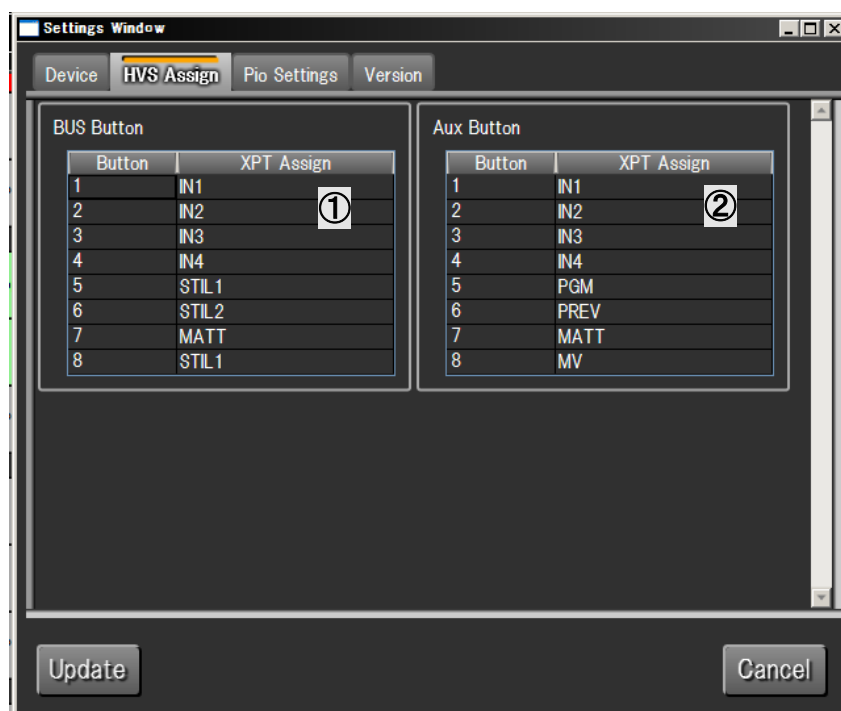 Settings Window
Device HVS Assign Pio Settings Version
BUS Button
Button XPT Assign
1 IN1
2 IN2
3 IN3
4 IN4
5 STIL1
6 STIL2
7 MATT
8 STIL1
①
Aux Button
Button XPT Assign
1 IN1
2 IN2
3 IN3
4 IN4
5 PGM
6 PREV
7 MATT
8 MV
②
Update Cancel